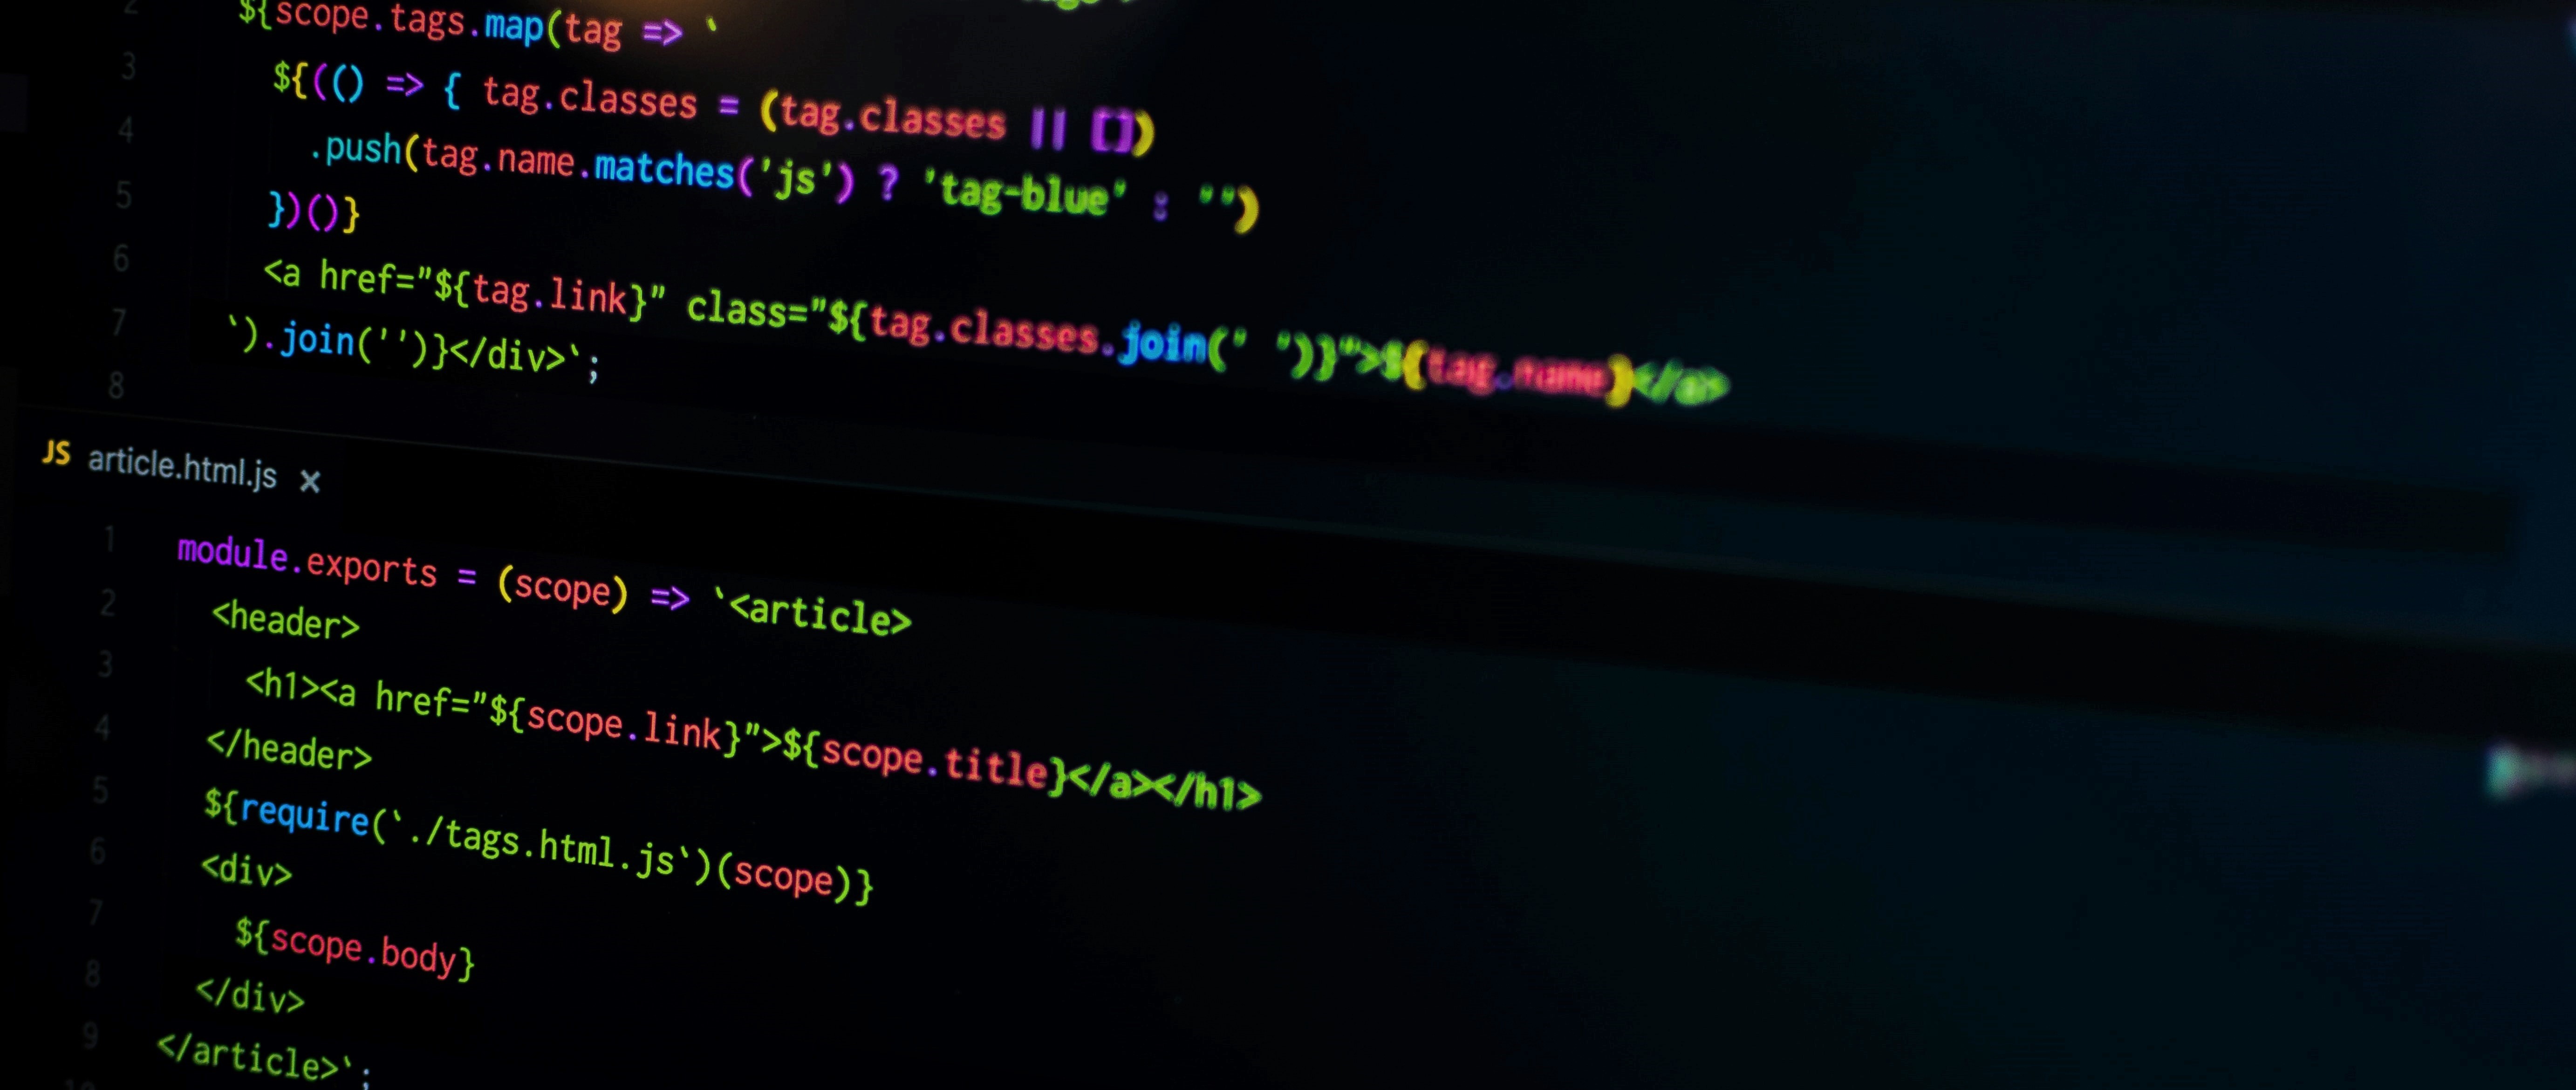 ${scope.tags.map(tag => `
3 ${(() => { tag.classes = (tag.classes || [])
4 .push(tag.name.matches('js') ? 'tag-blue' : '')
5 })()}
6 <a href="${tag.link}" class="${tag.classes.join(' ')}">${tag.name}</a>
7 `).join('')}</div>`;
8
JS article.html.js ×
1 module.exports = (scope) => `<article>
2 <header>
3 <h1><a href="${scope.link}">${scope.title}</a></h1>
4 </header>
5 ${require(`./tags.html.js`)(scope)}
6 <div>
7 ${scope.body}
8 </div>
9 </article>`;